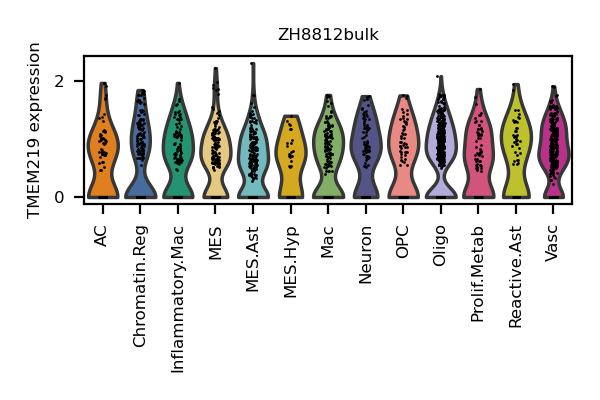 ZH8812bulk
TMEM219 expression
2
0
AC
Chromatin.Reg
Inflammatory.Mac
MES
MES.Ast
MES.Hyp
Mac
Neuron
OPC
Oligo
Prolif.Metab
Reactive.Ast
Vasc